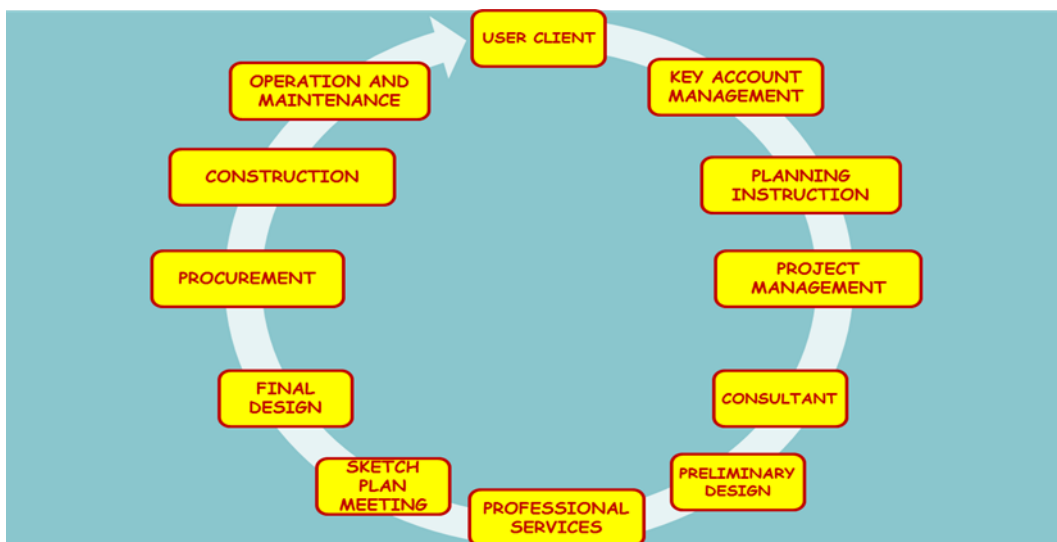 USER CLIENT
KEY ACCOUNT
MANAGEMENT
PLANNING
INSTRUCTION
PROJECT
MANAGEMENT
CONSULTANT
PRELIMINARY
DESIGN
PROFESSIONAL
SERVICES
SKETCH
PLAN
MEETING
FINAL
DESIGN
PROCUREMENT
CONSTRUCTION
OPERATION AND
MAINTENANCE